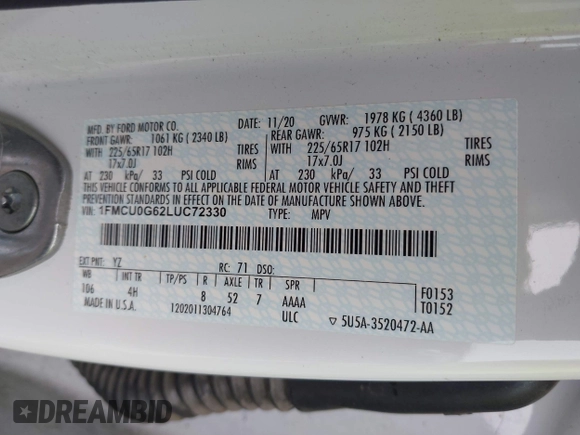 MFD. BY FORD MOTOR CO.
DATE: 11/20 GVWR: 1978 KG ( 4360 LB)
FRONT GAWR: 1061 KG ( 2340 LB)
REAR GAWR: 975 KG ( 2150 LB)
WITH 225/65R17 102H TIRES
WITH 225/65R17 102H TIRES
17x7.0J
17x7.0J
AT 230 kPa/ 33 PSI COLD
AT 230 kPa/ 33 PSI COLD
THIS VEHICLE CONFORMS TO ALL APPLICABLE FEDERAL MOTOR VEHICLE SAFETY AND THEFT
PREVENTION STANDARDS IN EFFECT ON THE DATE OF MANUFACTURE SHOWN ABOVE.
VIN: 1FMCU0G62LUC72330 TYPE: MPV
EXT PNT: YZ RC: 71 DSO:
WB INT TR TP/PS R AXLE TR SPR
106 4H 8 52 7 AAAA
F0153
T0152
MADE IN U.S.A. 1202011304764 ULC
▽ 5U5A-3520472-AA
DREAMBID